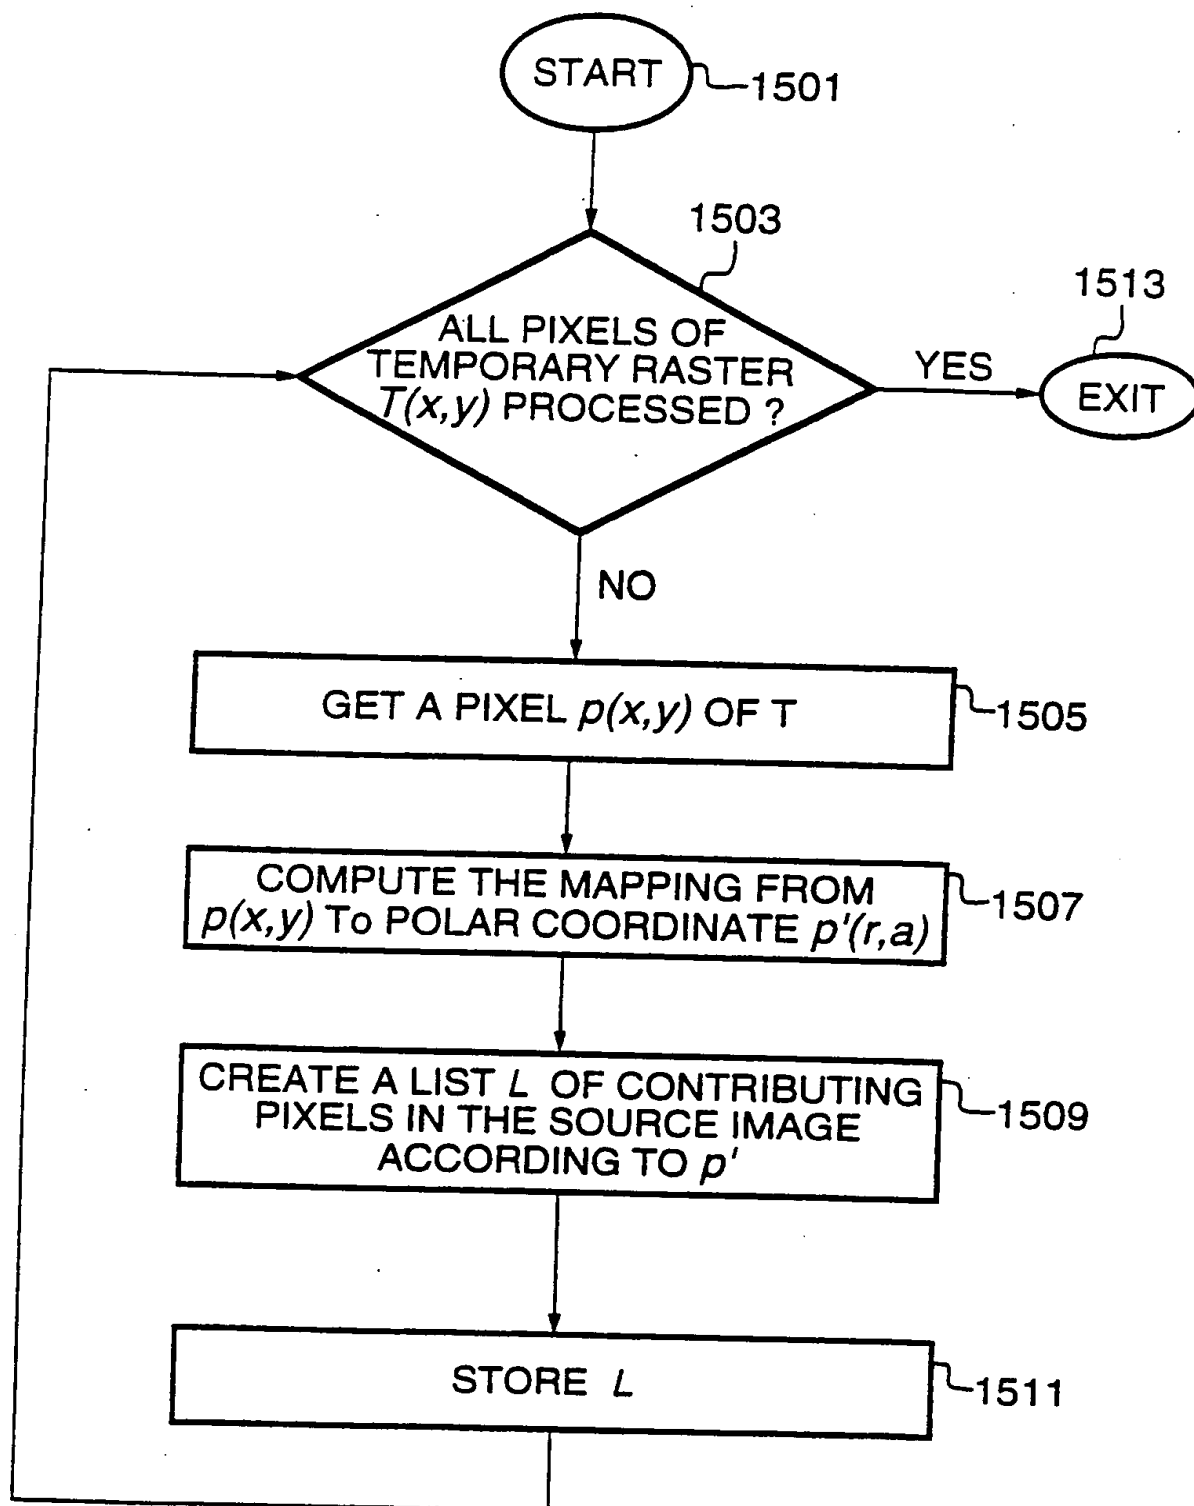 START
1501
1503
ALL PIXELS OF
TEMPORARY RASTER
T(x,y) PROCESSED ?
YES
1513
EXIT
NO
GET A PIXEL p(x,y) OF T
1505
COMPUTE THE MAPPING FROM
p(x,y) To POLAR COORDINATE p'(r,a)
1507
CREATE A LIST L OF CONTRIBUTING
PIXELS IN THE SOURCE IMAGE
ACCORDING TO p'
1509
STORE L
1511